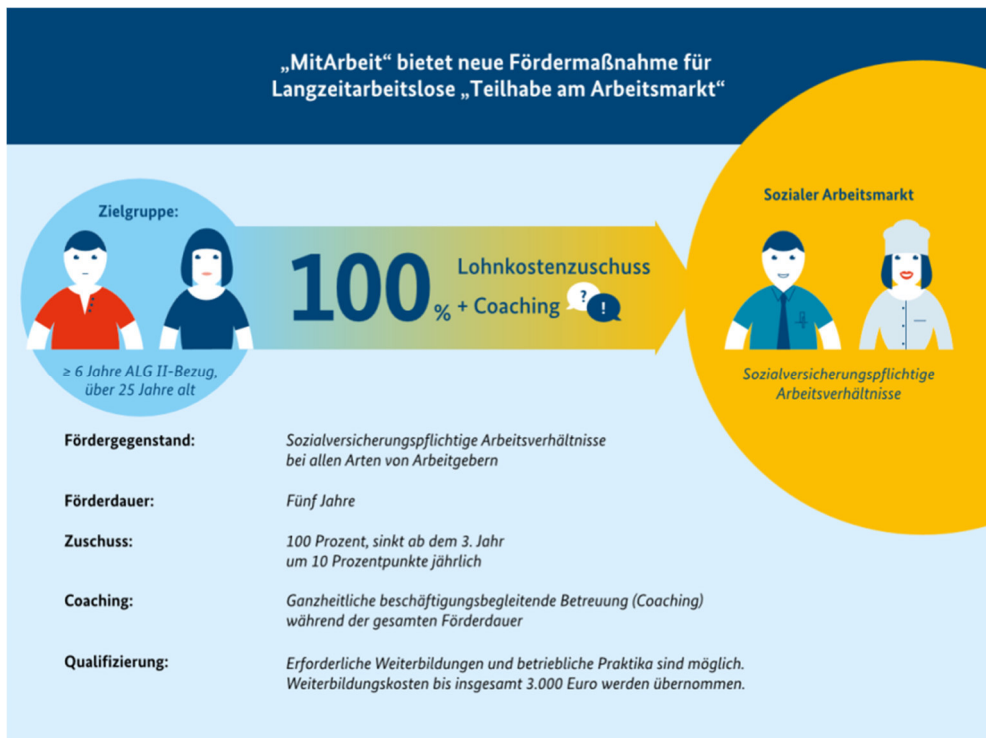 „MitArbeit“ bietet neue Fördermaßnahme für
Langzeitarbeitslose „Teilhabe am Arbeitsmarkt“
Zielgruppe:
≥ 6 Jahre ALG II-Bezug,
über 25 Jahre alt
100 %
Lohnkostenzuschuss
+ Coaching ? !
Sozialer Arbeitsmarkt
Sozialversicherungspflichtige
Arbeitsverhältnisse
Fördergegenstand: Sozialversicherungspflichtige Arbeitsverhältnisse
bei allen Arten von Arbeitgebern
Förderdauer: Fünf Jahre
Zuschuss: 100 Prozent, sinkt ab dem 3. Jahr
um 10 Prozentpunkte jährlich
Coaching: Ganzheitliche beschäftigungsbegleitende Betreuung (Coaching)
während der gesamten Förderdauer
Qualifizierung: Erforderliche Weiterbildungen und betriebliche Praktika sind möglich.
Weiterbildungskosten bis insgesamt 3.000 Euro werden übernommen.